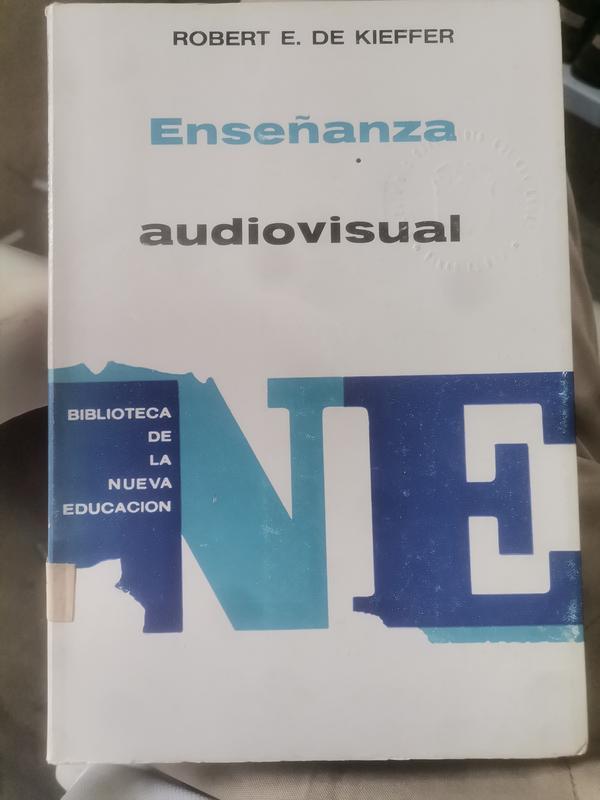 ROBERT E. DE KIEFFER
Enseñanza
audiovisual
BIBLIOTECA
DE
LA
NUEVA
EDUCACION
NE